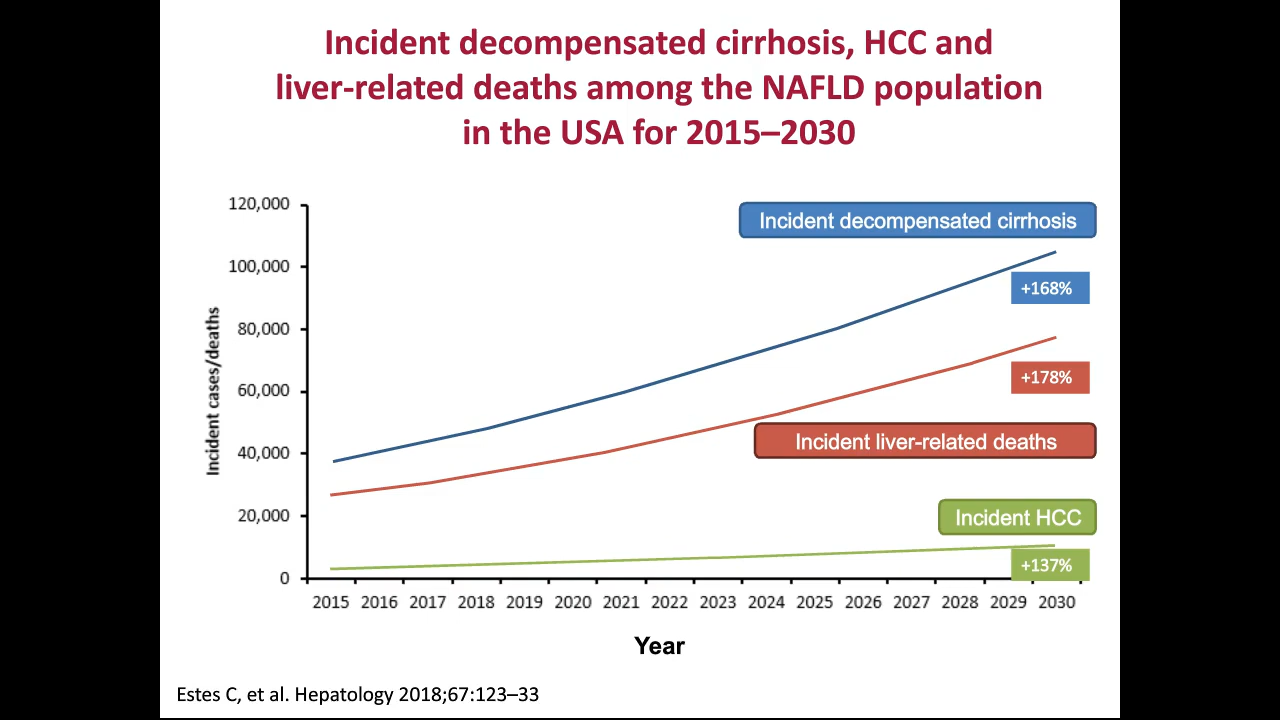 Incident decompensated cirrhosis, HCC and
liver-related deaths among the NAFLD population
in the USA for 2015–2030
120,000
100,000
80,000
60,000
40,000
20,000
0
Incident cases/deaths
Incident decompensated cirrhosis
+168%
+178%
Incident liver-related deaths
Incident HCC
+137%
2015 2016 2017 2018 2019 2020 2021 2022 2023 2024 2025 2026 2027 2028 2029 2030
Year
Estes C, et al. Hepatology 2018;67:123–33